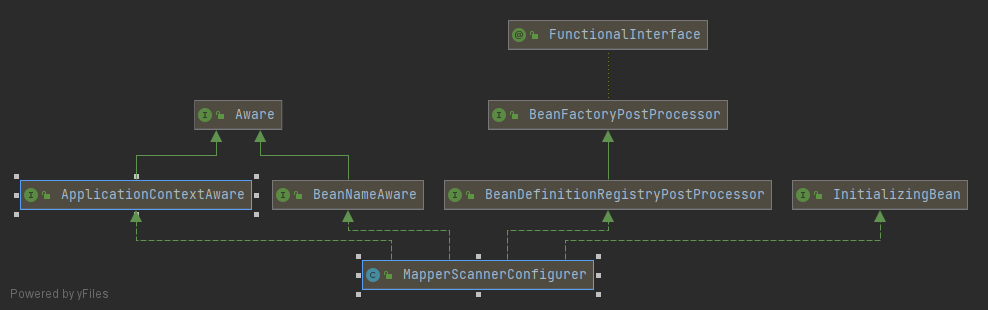 FunctionalInterface
Aware
BeanFactoryPostProcessor
ApplicationContextAware
BeanNameAware
BeanDefinitionRegistryPostProcessor
InitializingBean
MapperScannerConfigurer
Powered by yFiles